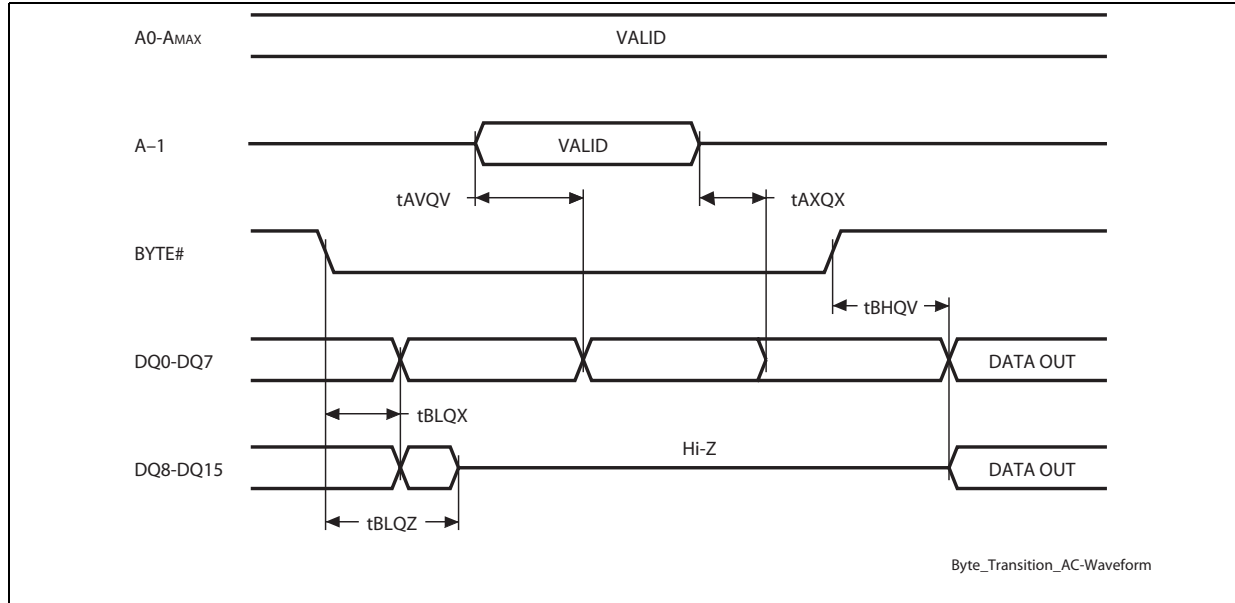 A0-AMAX
VALID
A–1
VALID
tAVQV
tAXQX
BYTE#
tBHQV
DQ0-DQ7
DATA OUT
tBLQX
DQ8-DQ15
Hi-Z
DATA OUT
tBLQZ
Byte_Transition_AC-Waveform